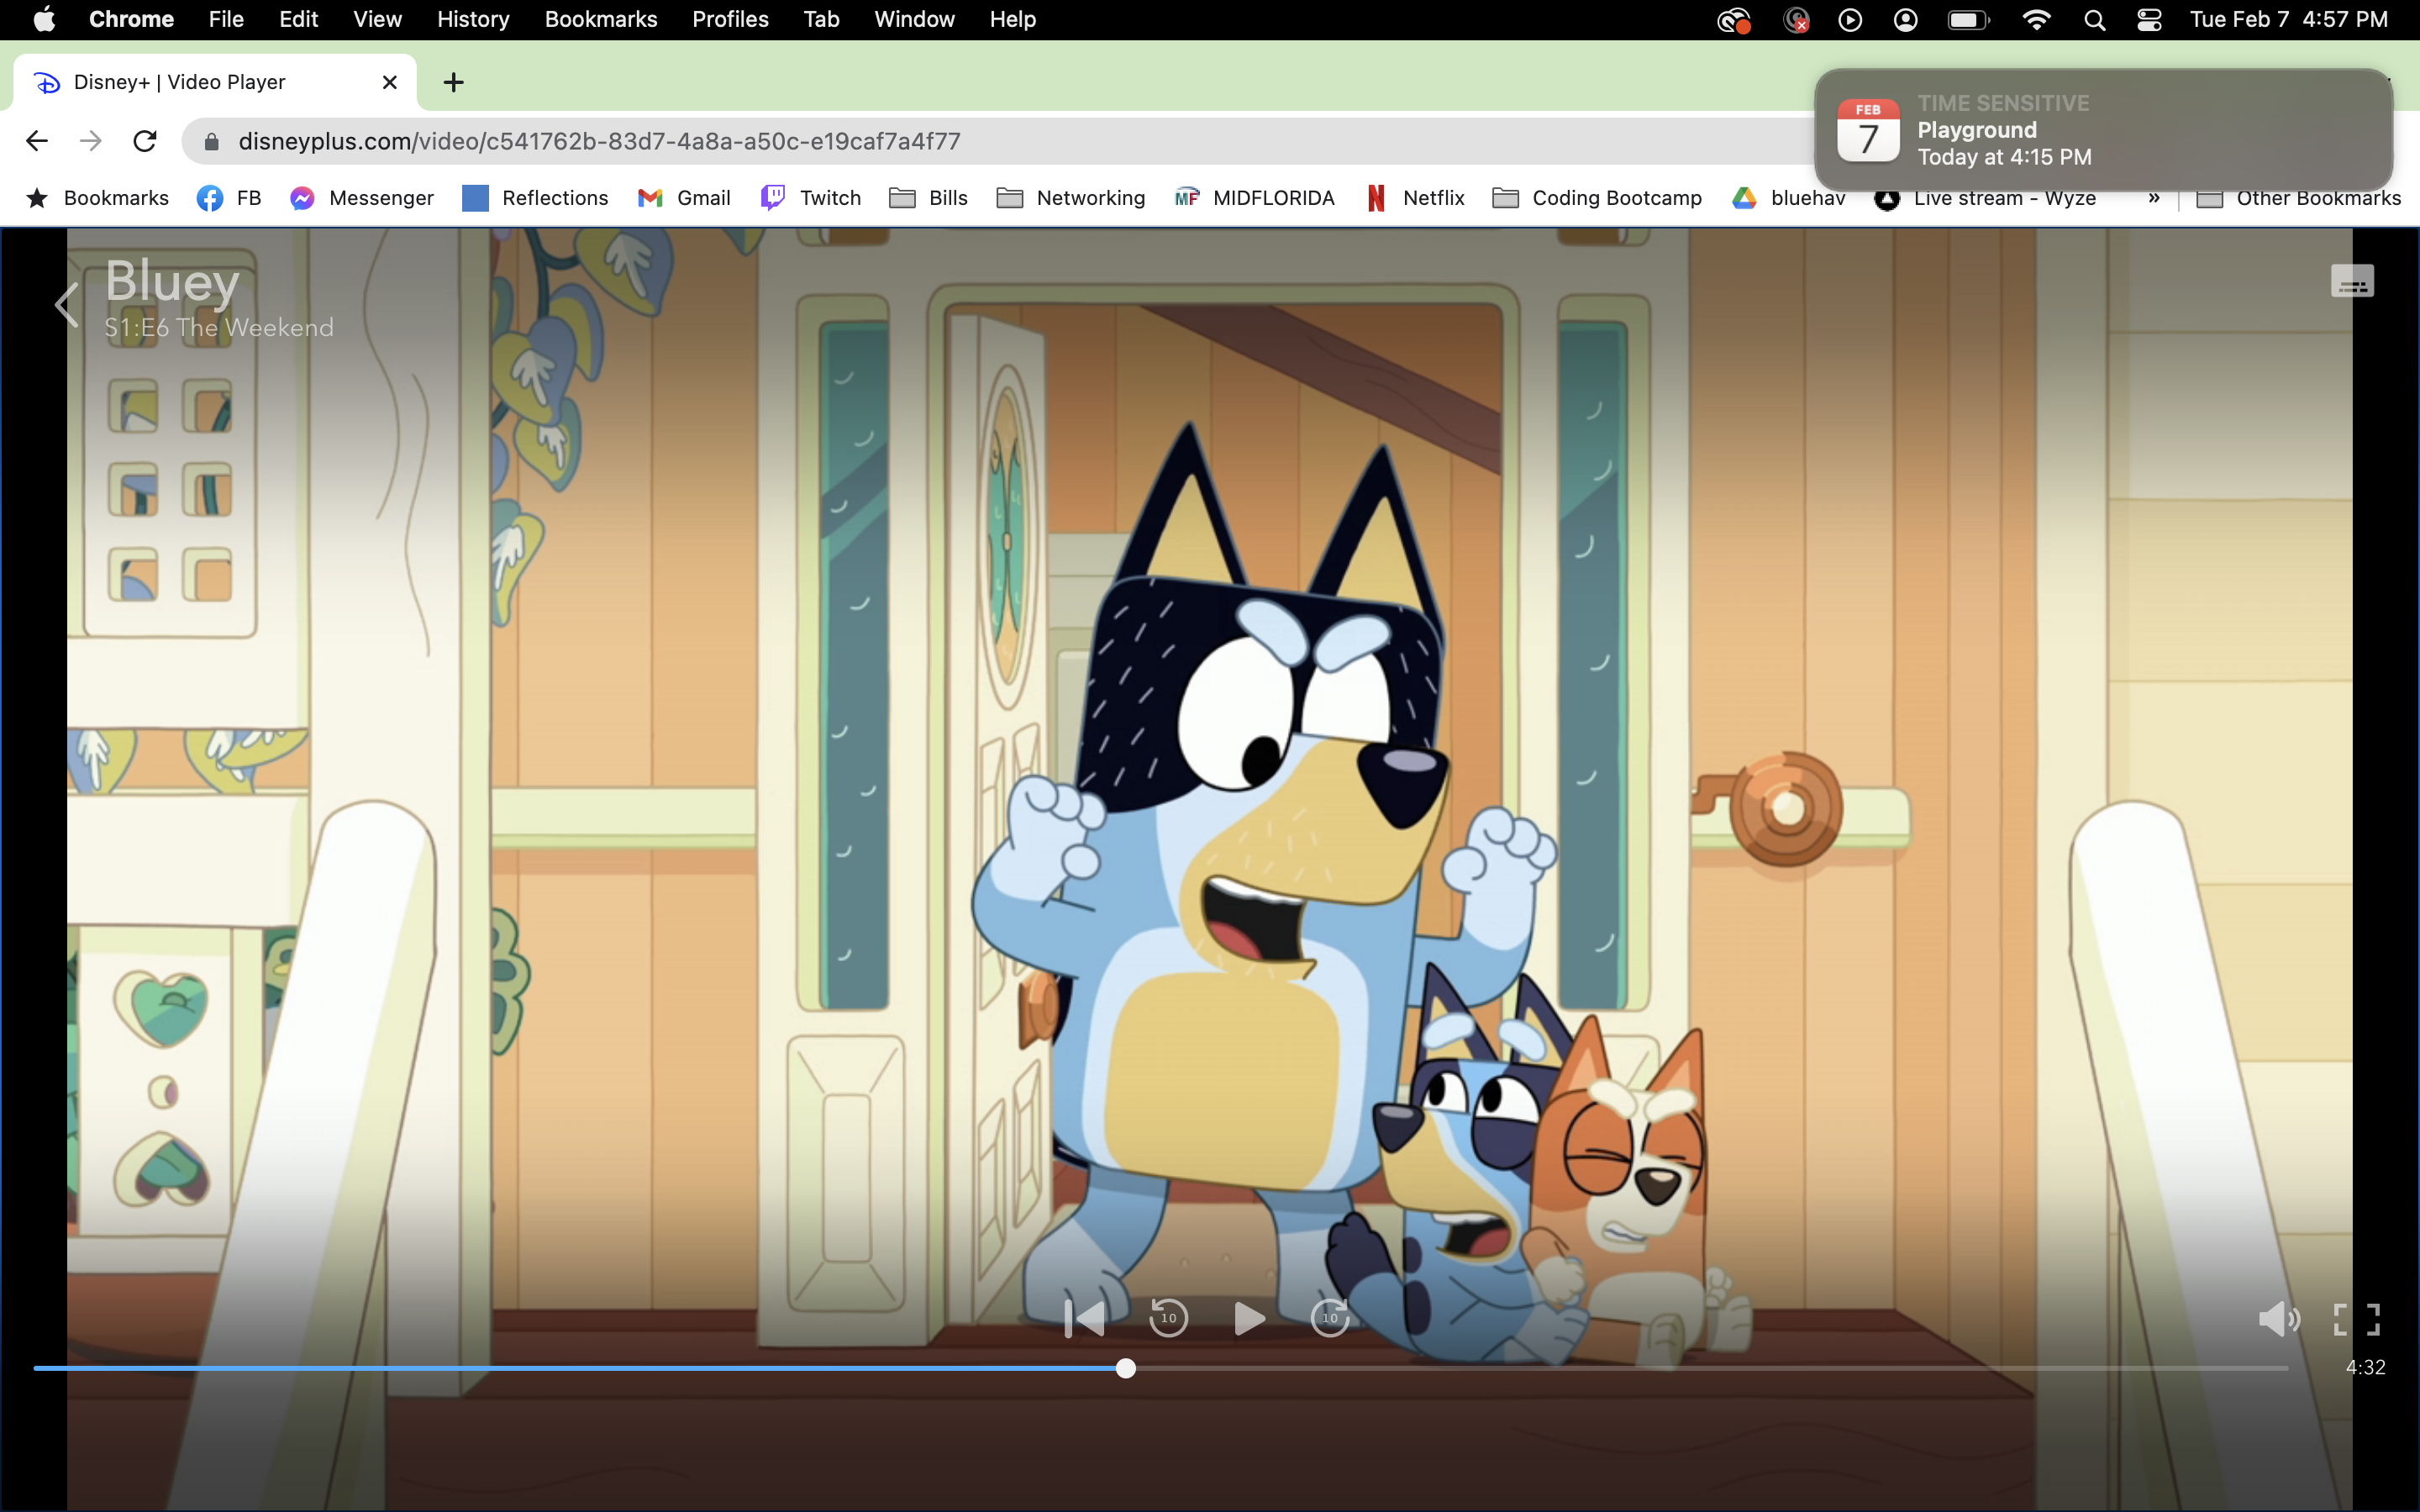 Chrome File Edit View History Bookmarks Profiles Tab Window Help Tue Feb 7 4:57 PM
Disney+ | Video Player
disneyplus.com/video/c541762b-83d7-4a8a-a50c-e19caf7a4f77
FEB
7
TIME SENSITIVE
Playground
Today at 4:15 PM
Bookmarks FB Messenger Reflections Gmail Twitch Bills Networking MF MIDFLORIDA Netflix Coding Bootcamp bluehav Live stream - Wyze » Other Bookmarks
Bluey
S1:E6 The Weekend
10 10
4:32